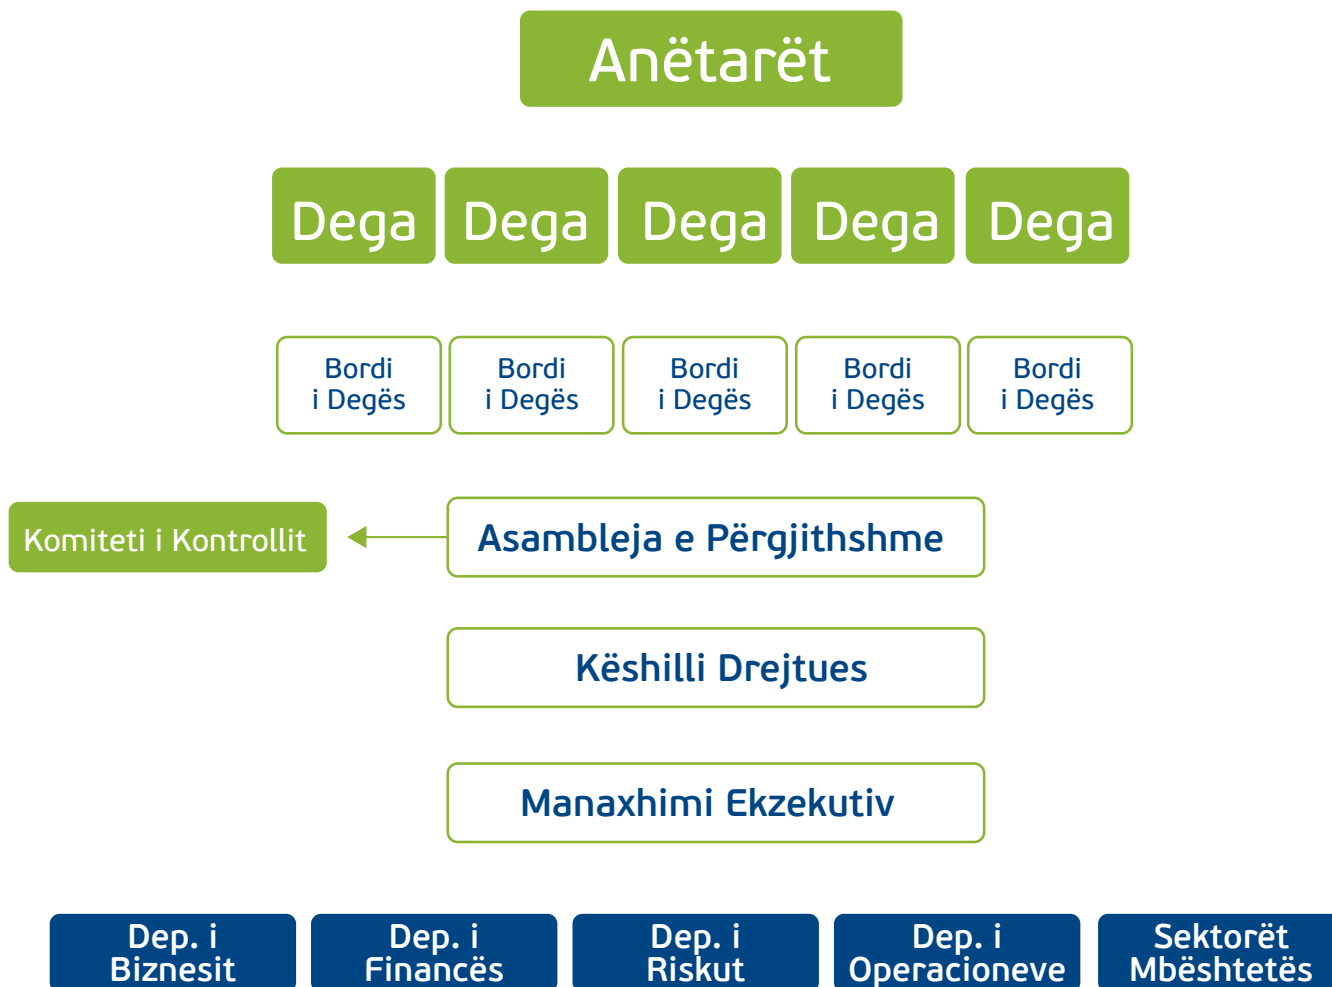 Anëtarët
Dega Dega Dega Dega Dega
Bordi Bordi Bordi Bordi Bordi
i Degës i Degës i Degës i Degës i Degës
Komiteti i Kontrollit
Asambleja e Përgjithshme
Këshilli Drejtues
Manaxhimi Ekzekutiv
Dep. i Dep. i Dep. i Dep. i Sektorët
Biznesit Financës Riskut Operacioneve Mbështetës